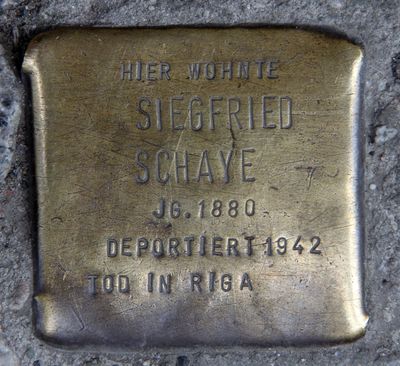 HIER WOHNTE
SIEGFRIED
SCHAYE
JG. 1880
DEPORTIERT 1942
TOD IN RIGA